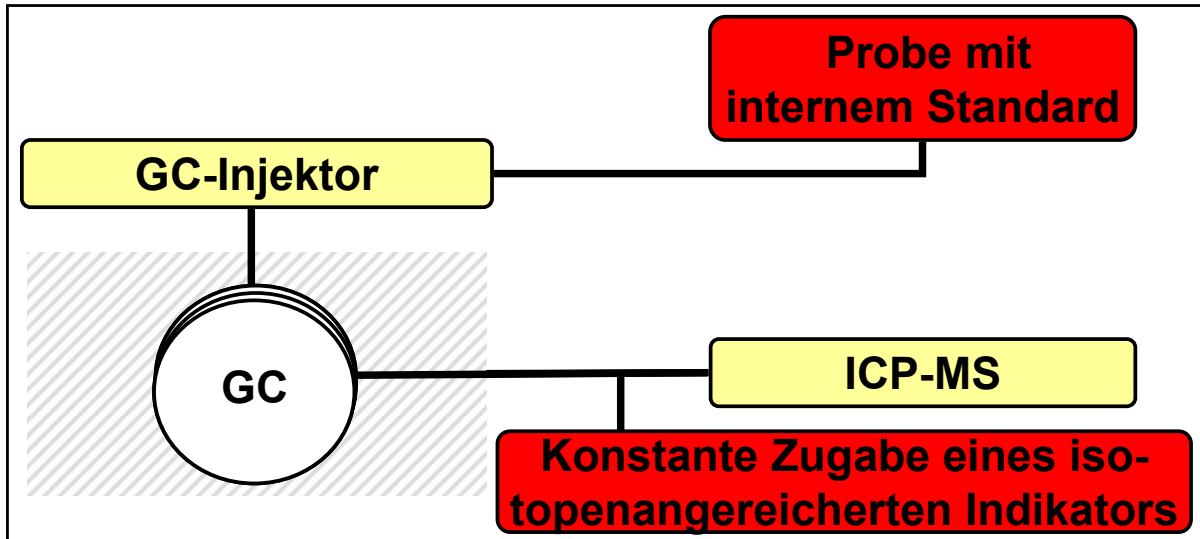 Probe mit
internem Standard
GC-Injektor
GC
ICP-MS
Konstante Zugabe eines iso-
topenangereicherten Indikators